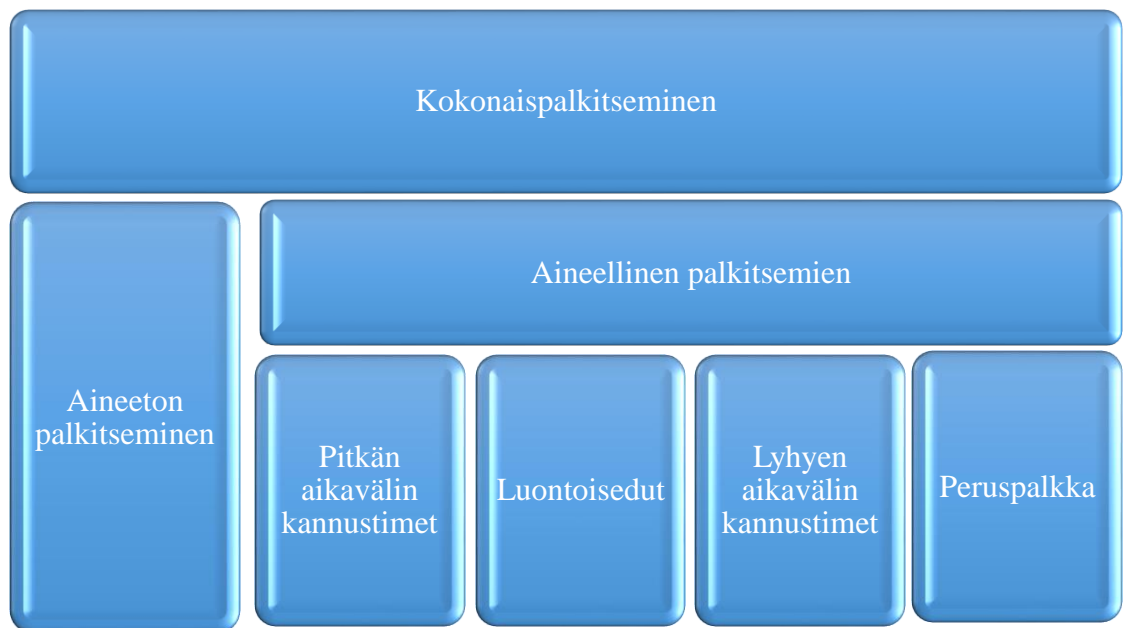 Kokonaispalkitseminen
Aineellinen palkitsemien
Aineeton
palkitseminen
Pitkän
aikavälin
kannustimet
Luontoisedut
Lyhyen
aikavälin
kannustimet
Peruspalkka